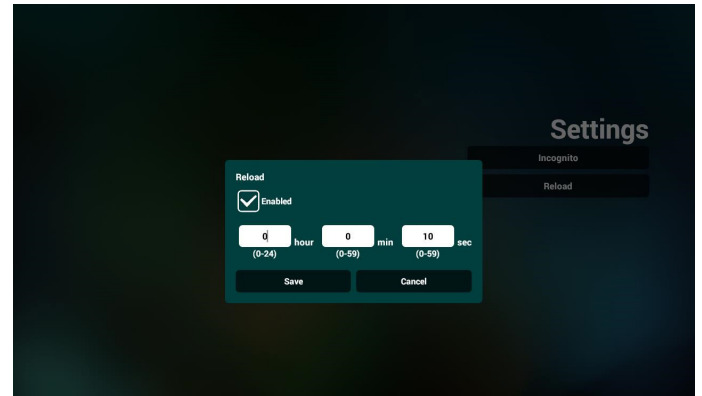 Settings
Incognito
Reload
Reload
Enabled
0 hour 0 min 10 sec
(0-24) (0-59) (0-59)
Save Cancel